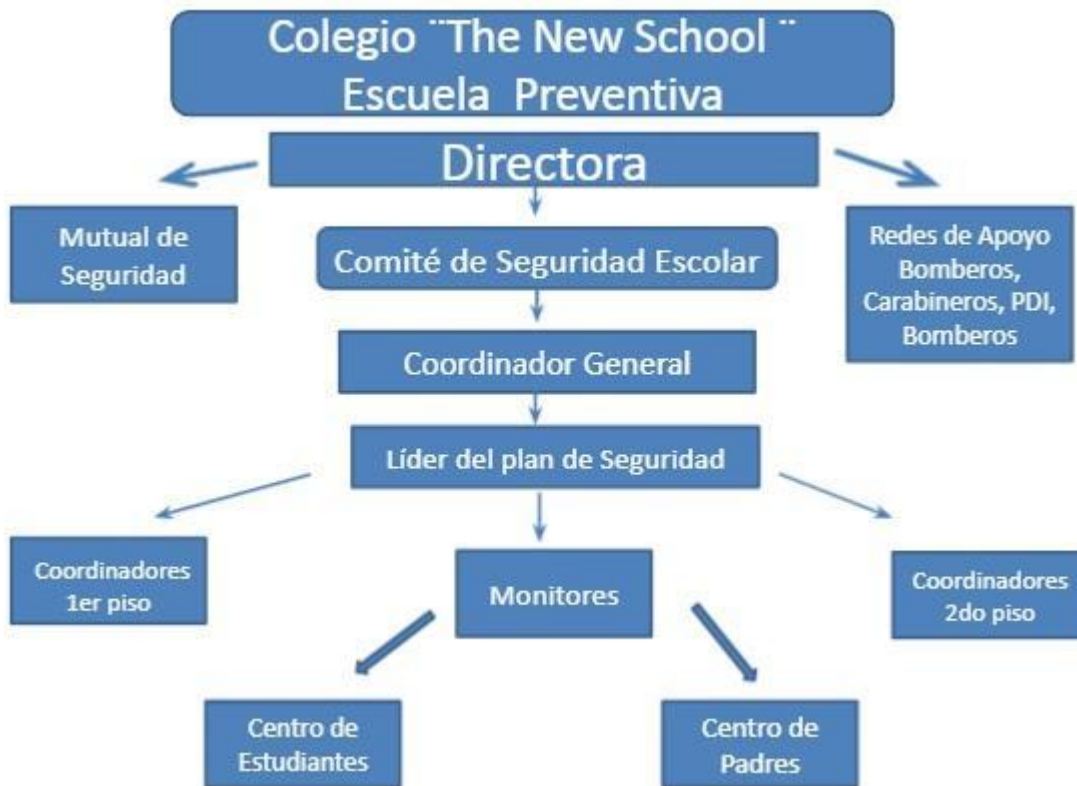 Colegio ¨The New School ¨
Escuela Preventiva
Directora
Mutual de
Seguridad
Comité de Seguridad Escolar
Redes de Apoyo
Bomberos,
Carabineros, PDI,
Bomberos
Coordinador General
Líder del plan de Seguridad
Coordinadores
1er piso
Monitores
Coordinadores
2do piso
Centro de
Estudiantes
Centro de
Padres